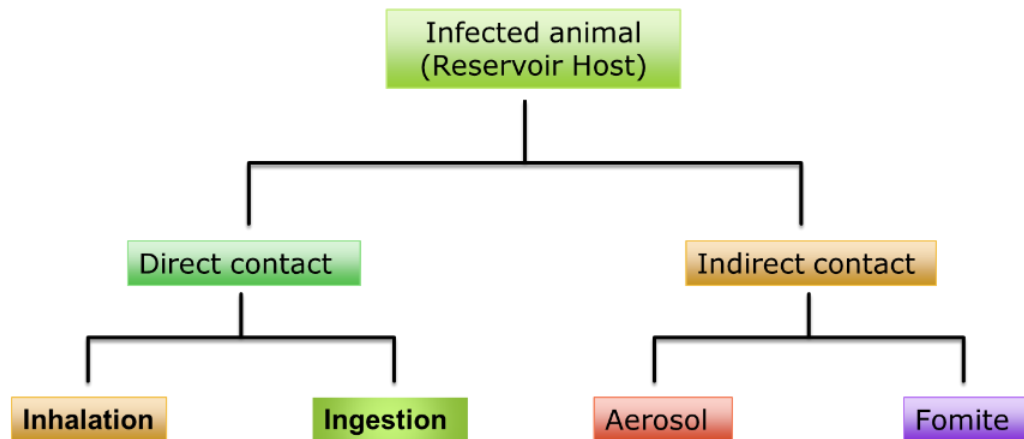 Infected animal
(Reservoir Host)
Direct contact
Indirect contact
Inhalation
Ingestion
Aerosol
Fomite